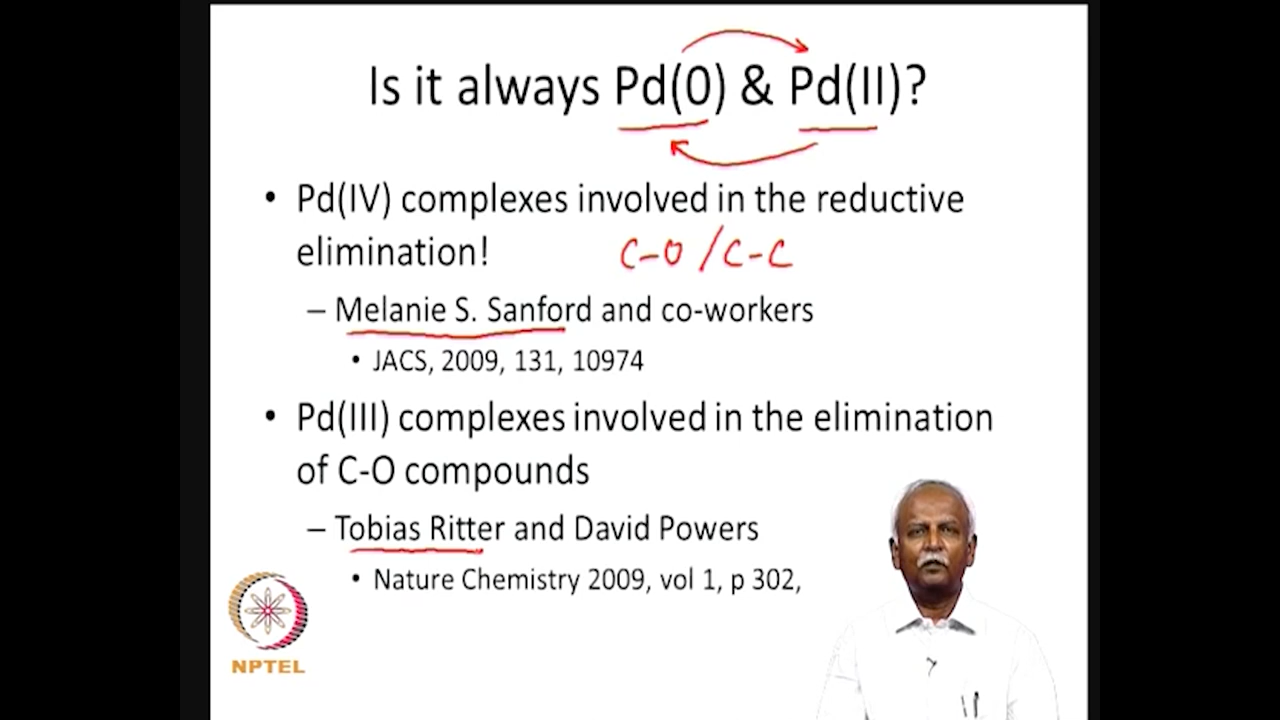 Is it always Pd(0) & Pd(II)?
• Pd(IV) complexes involved in the reductive
elimination!
C-O / C-C
– Melanie S. Sanford and co-workers
• JACS, 2009, 131, 10974
• Pd(III) complexes involved in the elimination
of C-O compounds
– Tobias Ritter and David Powers
• Nature Chemistry 2009, vol 1, p 302,
NPTEL